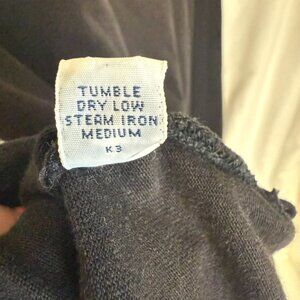 TUMBLE
DRY LOW
STEAM IRON
MEDIUM
K3